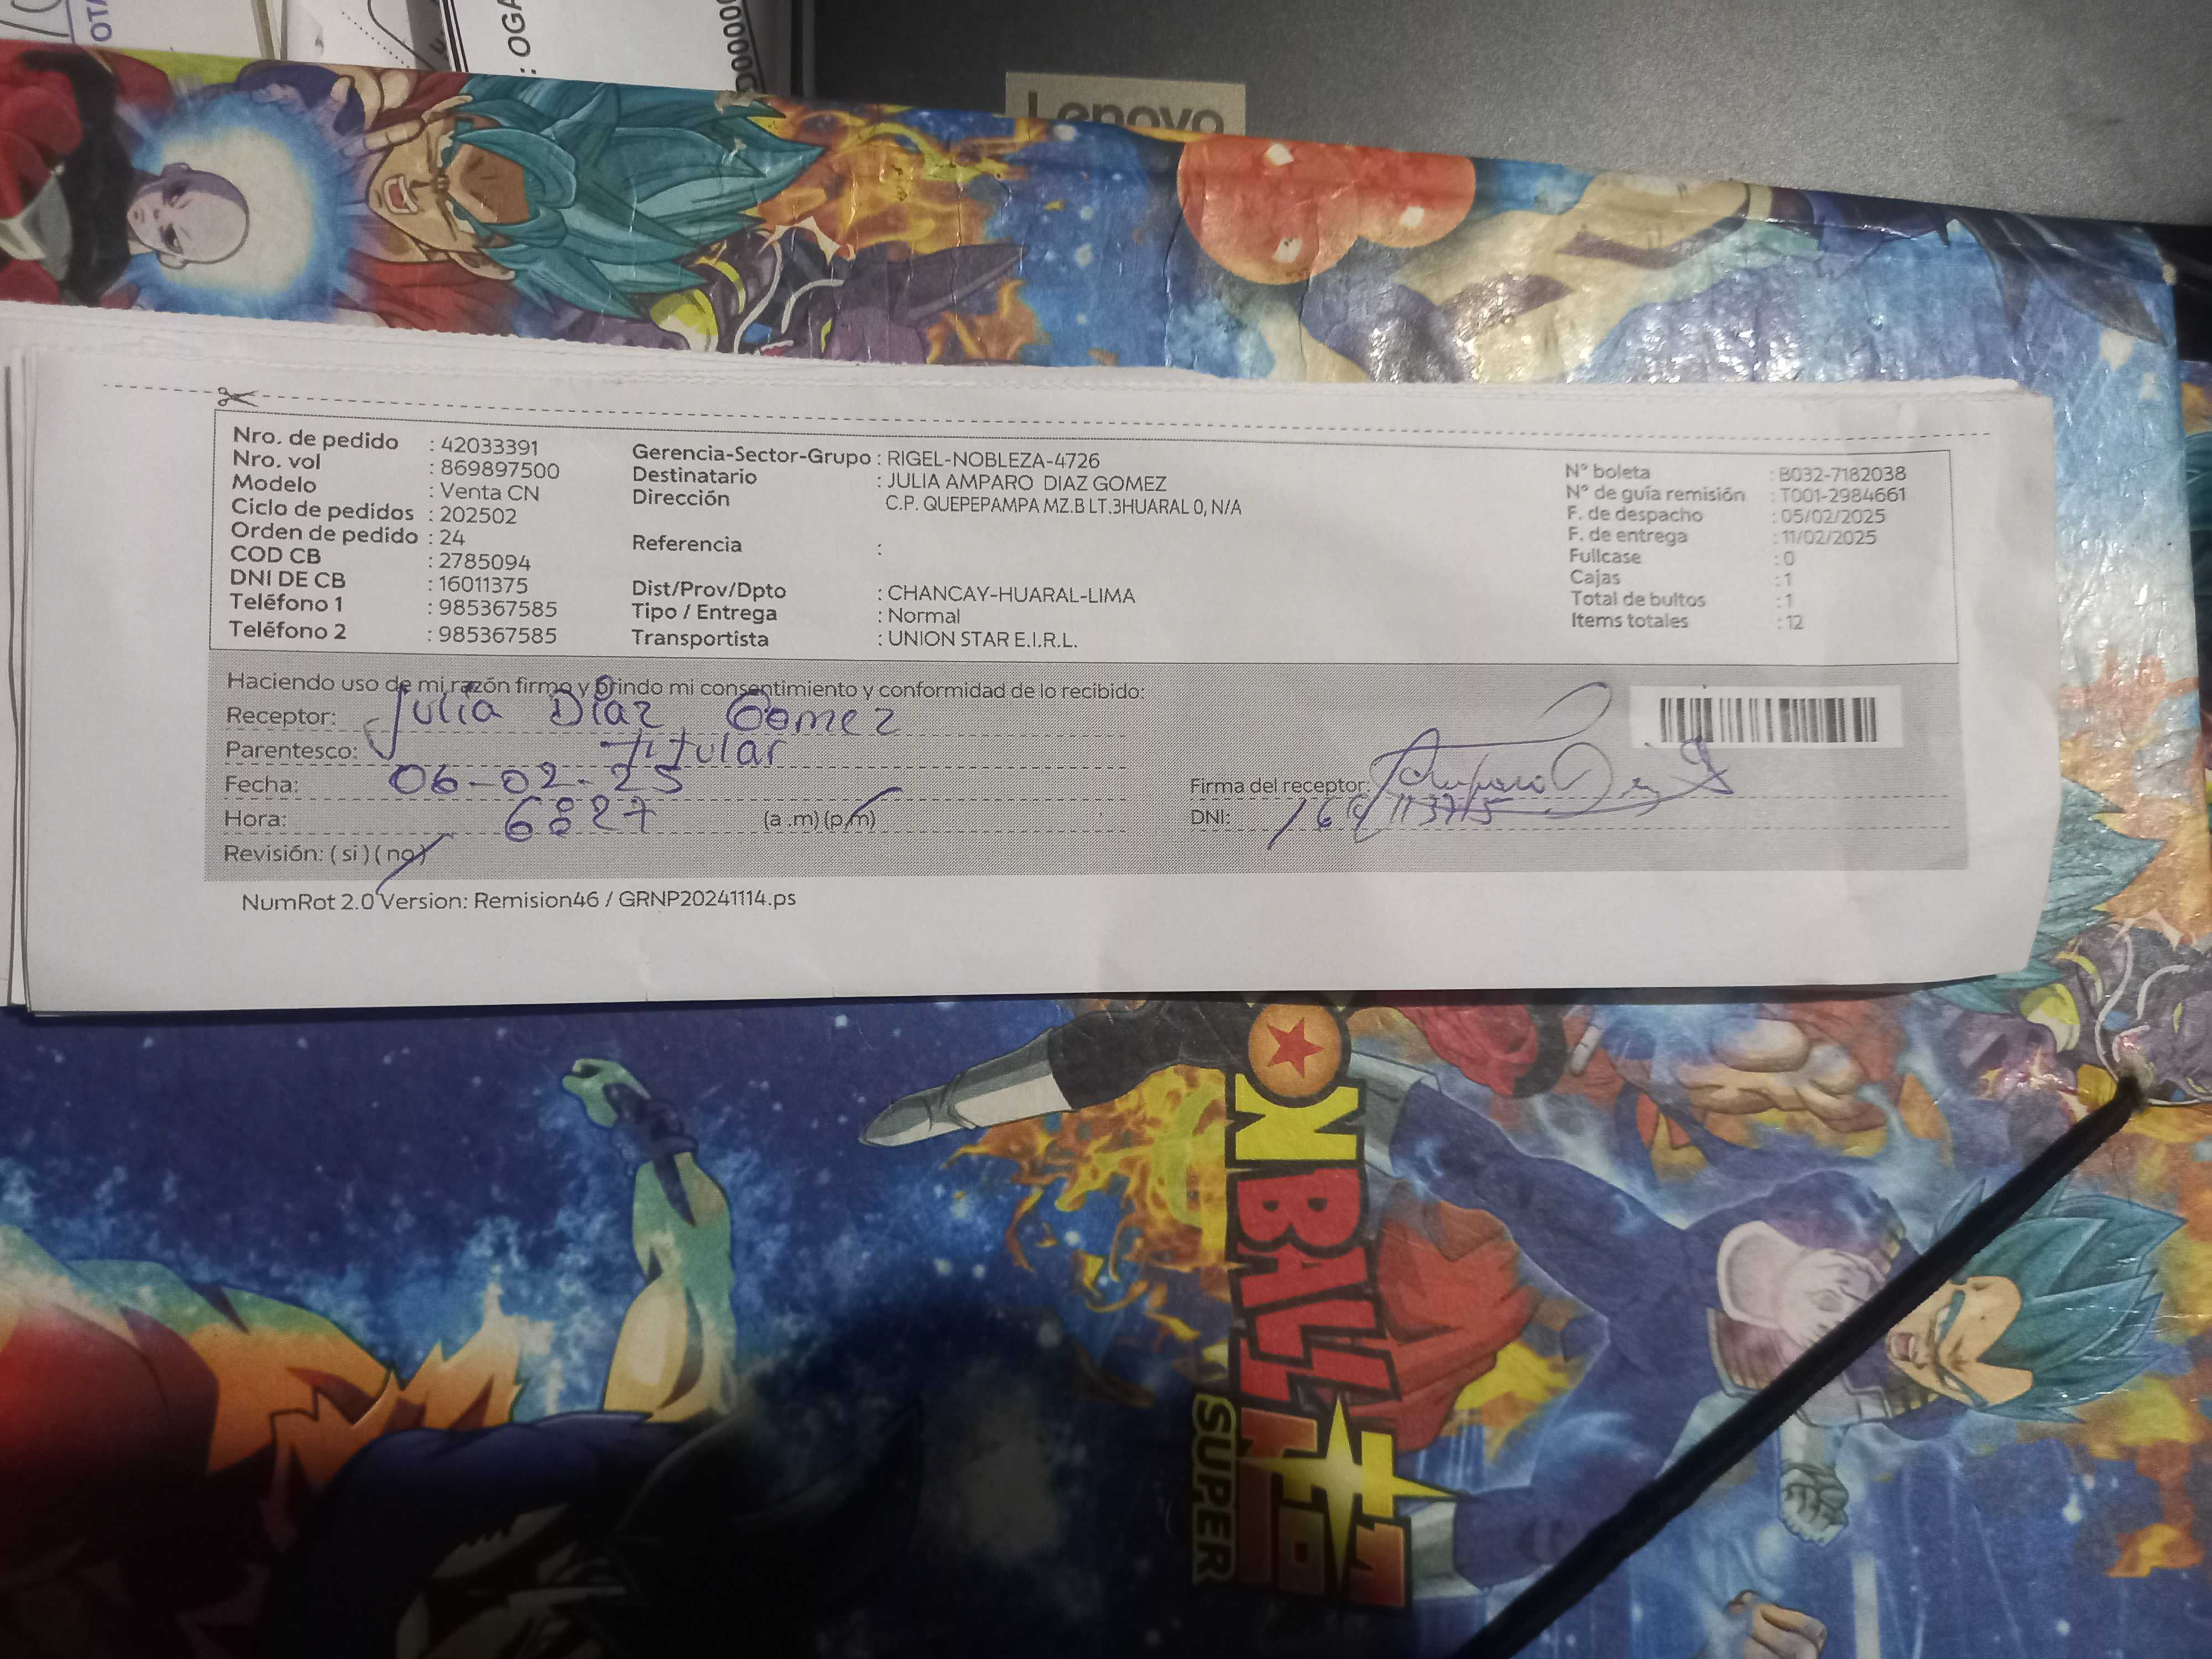 OTA
: OGA
D00000
Lenovo
Nro. de pedido : 42033391
Nro. vol : 869897500
Modelo : Venta CN
Ciclo de pedidos : 202502
Orden de pedido : 24
COD CB : 2785094
DNI DE CB : 16011375
Teléfono 1 : 985367585
Teléfono 2 : 985367585
Gerencia-Sector-Grupo : RIGEL-NOBLEZA-4726
Destinatario : JULIA AMPARO DIAZ GOMEZ
Dirección C.P. QUEPEPAMPA MZ.B LT.3HUARAL 0, N/A
Referencia :
Dist/Prov/Dpto : CHANCAY-HUARAL-LIMA
Tipo / Entrega : Normal
Transportista : UNION STAR E.I.R.L.
N° boleta : B032-7182038
N° de guía remisión : T001-2984661
F. de despacho : 05/02/2025
F. de entrega : 11/02/2025
Fullcase : 0
Cajas : 1
Total de bultos : 1
Items totales : 12
Haciendo uso de mi razón firmo y brindo mi consentimiento y conformidad de lo recibido:
Receptor: Julia Diaz Gomez
Parentesco: titular
Fecha: 06-02-25
Hora: 6:27 (a.m) (p.m)
Revisión: ( si ) ( no )
Firma del receptor:
DNI:
NumRot 2.0 Version: Remision46 / GRNP20241114.ps
ON BALL
SUPER